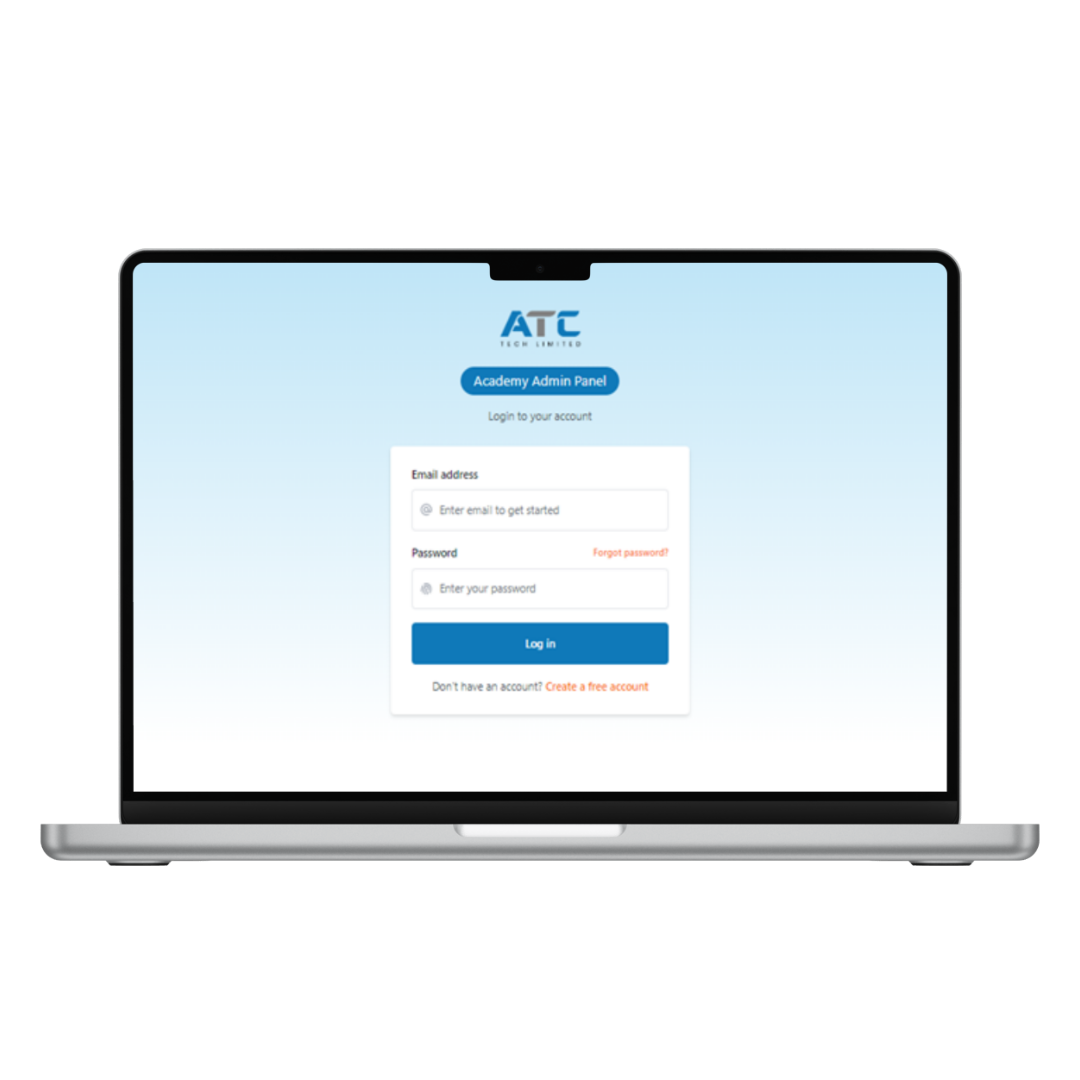 ATC
TECH LIMITED
Academy Admin Panel
Login to your account
Email address
@ Enter email to get started
Password Forgot password?
Enter your password
Log in
Don't have an account? Create a free account